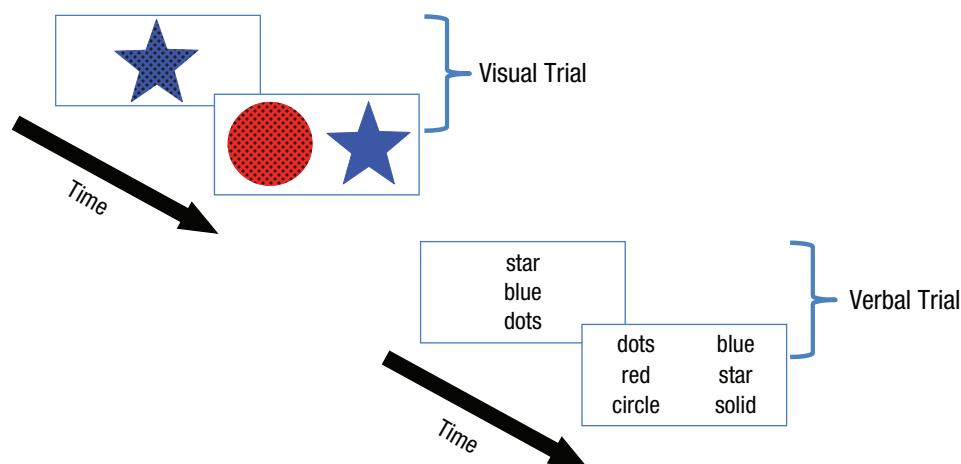 Visual Trial
Time
star
blue
dots
Verbal Trial
dots blue
red star
circle solid
Time